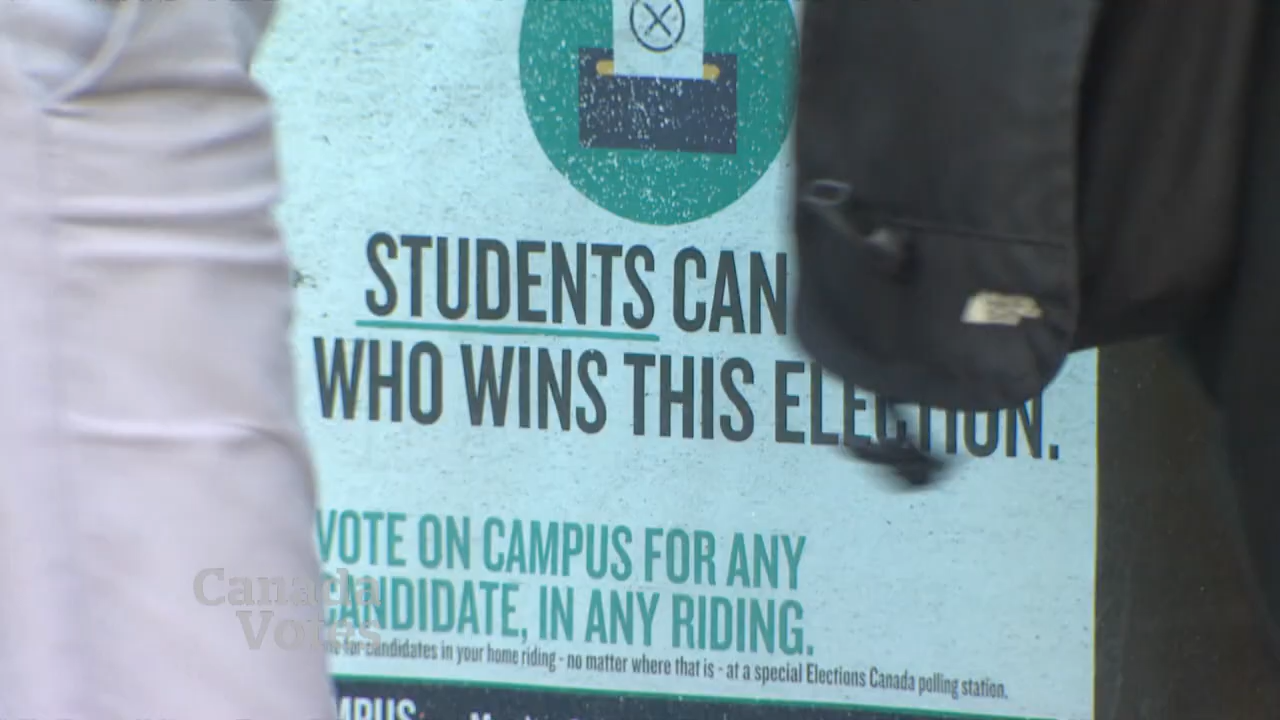 STUDENTS CAN
WHO WINS THIS ELECTION.
VOTE ON CAMPUS FOR ANY
CANDIDATE, IN ANY RIDING.
for candidates in your home riding - no matter where that is - at a special Elections Canada polling station.
Canada
Votes